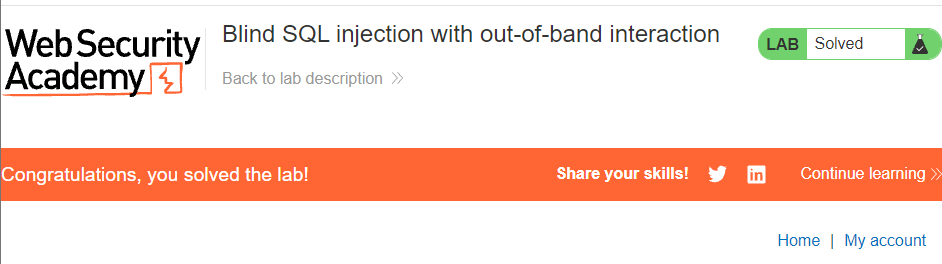 Web Security
Academy
Blind SQL injection with out-of-band interaction
Back to lab description
LAB Solved
Congratulations, you solved the lab!
Share your skills!
Continue learning
Home | My account